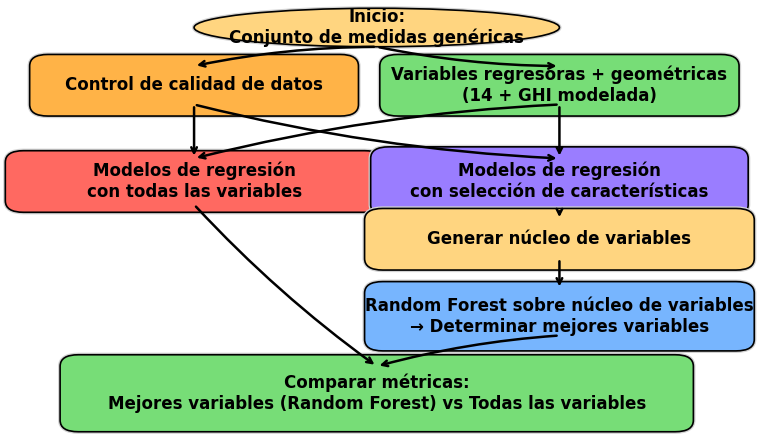 Inicio:
Conjunto de medidas genéricas
Control de calidad de datos
Variables regresoras + geométricas
(14 + GHI modelada)
Modelos de regresión
con todas las variables
Modelos de regresión
con selección de características
Generar núcleo de variables
Random Forest sobre núcleo de variables
→ Determinar mejores variables
Comparar métricas:
Mejores variables (Random Forest) vs Todas las variables